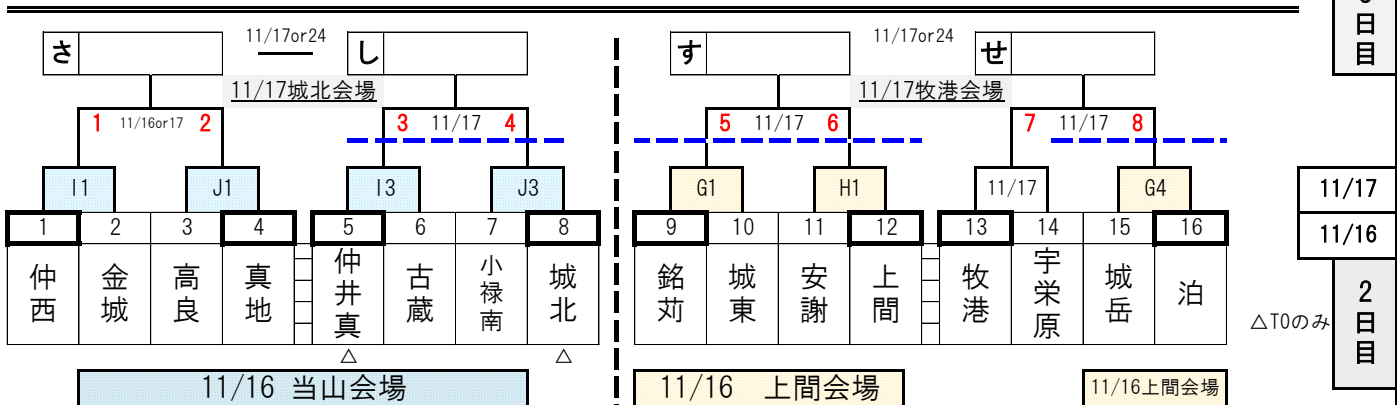 日目
さ 11/17or24 し す 11/17or24 せ
11/17城北会場 11/17牧港会場
1 11/16or17 2 3 11/17 4 5 11/17 6 7 11/17 8
I1 J1 I3 J3 G1 H1 11/17 G4 11/17
1 2 3 4 5 6 7 8 9 10 11 12 13 14 15 16 11/16
仲西 金城 高良 真地 仲井真 古蔵 小禄南 城北 銘苅 城東 安謝 上間 牧港 宇栄原 城岳 泊
2日目
△TOのみ
△ △
11/16 当山会場 11/16 上間会場 11/16上間会場